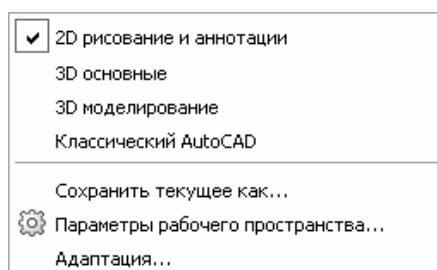 2D рисование и аннотации
3D основные
3D моделирование
Классический AutoCAD
Сохранить текущее как...
Параметры рабочего пространства...
Адаптация...